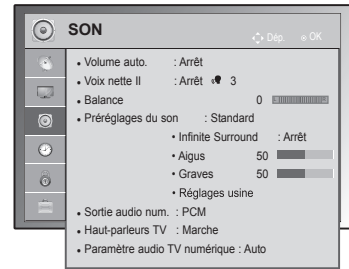 SON
Dép. OK
• Volume auto. : Arrêt
• Voix nette II : Arrêt 3
• Balance 0
• Préréglages du son : Standard
• Infinite Surround : Arrêt
• Aigus 50
• Graves 50
• Réglages usine
• Sortie audio num. : PCM
• Haut-parleurs TV : Marche
• Paramètre audio TV numérique : Auto